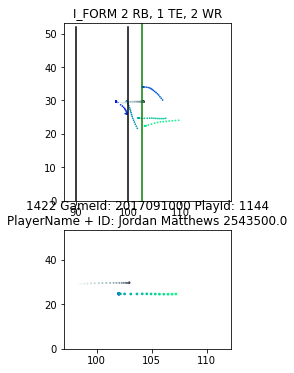 I_FORM 2 RB, 1 TE, 2 WR
50
40
30
20
10
0
90 100 110
1422 GameId: 2017091000 PlayId: 1144
PlayerName + ID: Jordan Matthews 2543500.0
40
20
0
100 105 110